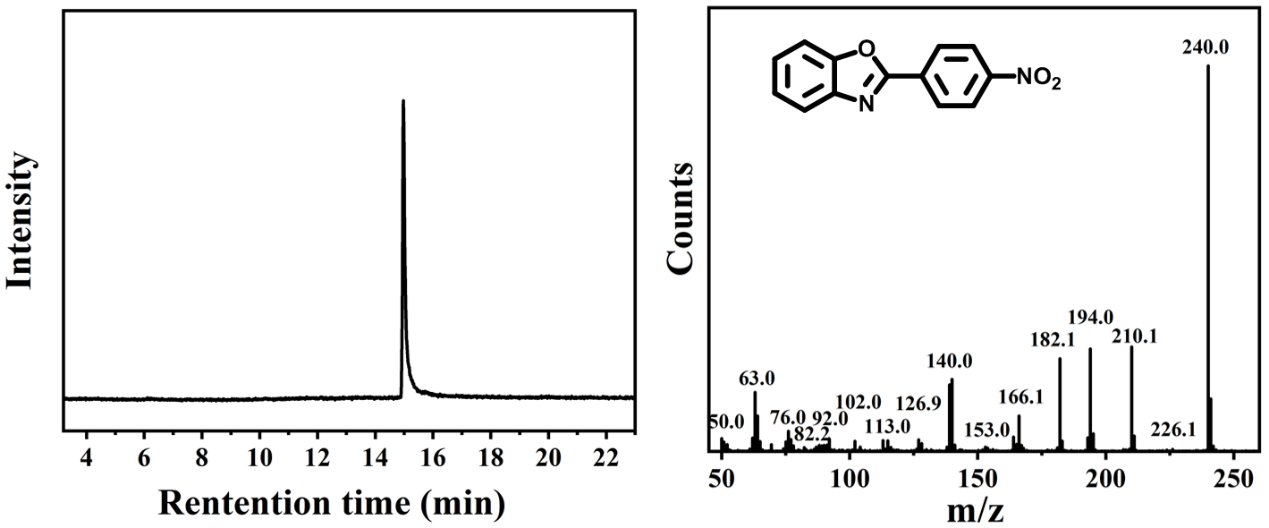 Intensity
4 6 8 10 12 14 16 18 20 22
Rentention time (min)
Counts
O
N
NO2
240.0
194.0
210.1
182.1
140.0
63.0
166.1
102.0
126.9
76.0
92.0
50.0
82.2
113.0
153.0
226.1
50 100 150 200 250
m/z